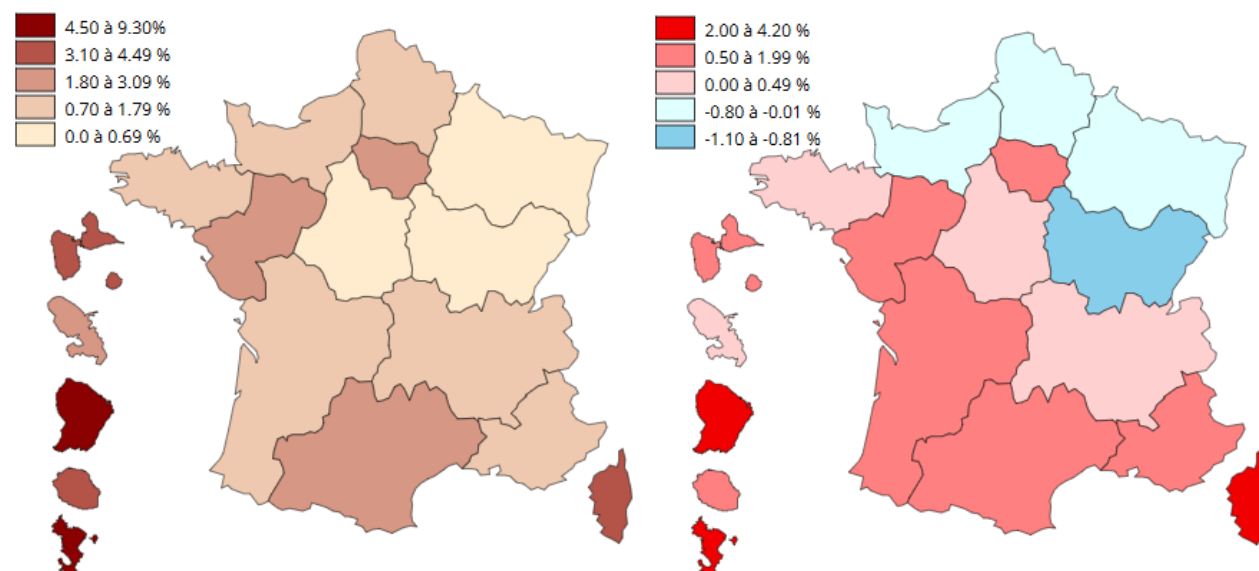 4.50 à 9.30%
3.10 à 4.49 %
1.80 à 3.09 %
0.70 à 1.79 %
0.0 à 0.69 %
2.00 à 4.20 %
0.50 à 1.99 %
0.00 à 0.49 %
-0.80 à -0.01 %
-1.10 à -0.81 %